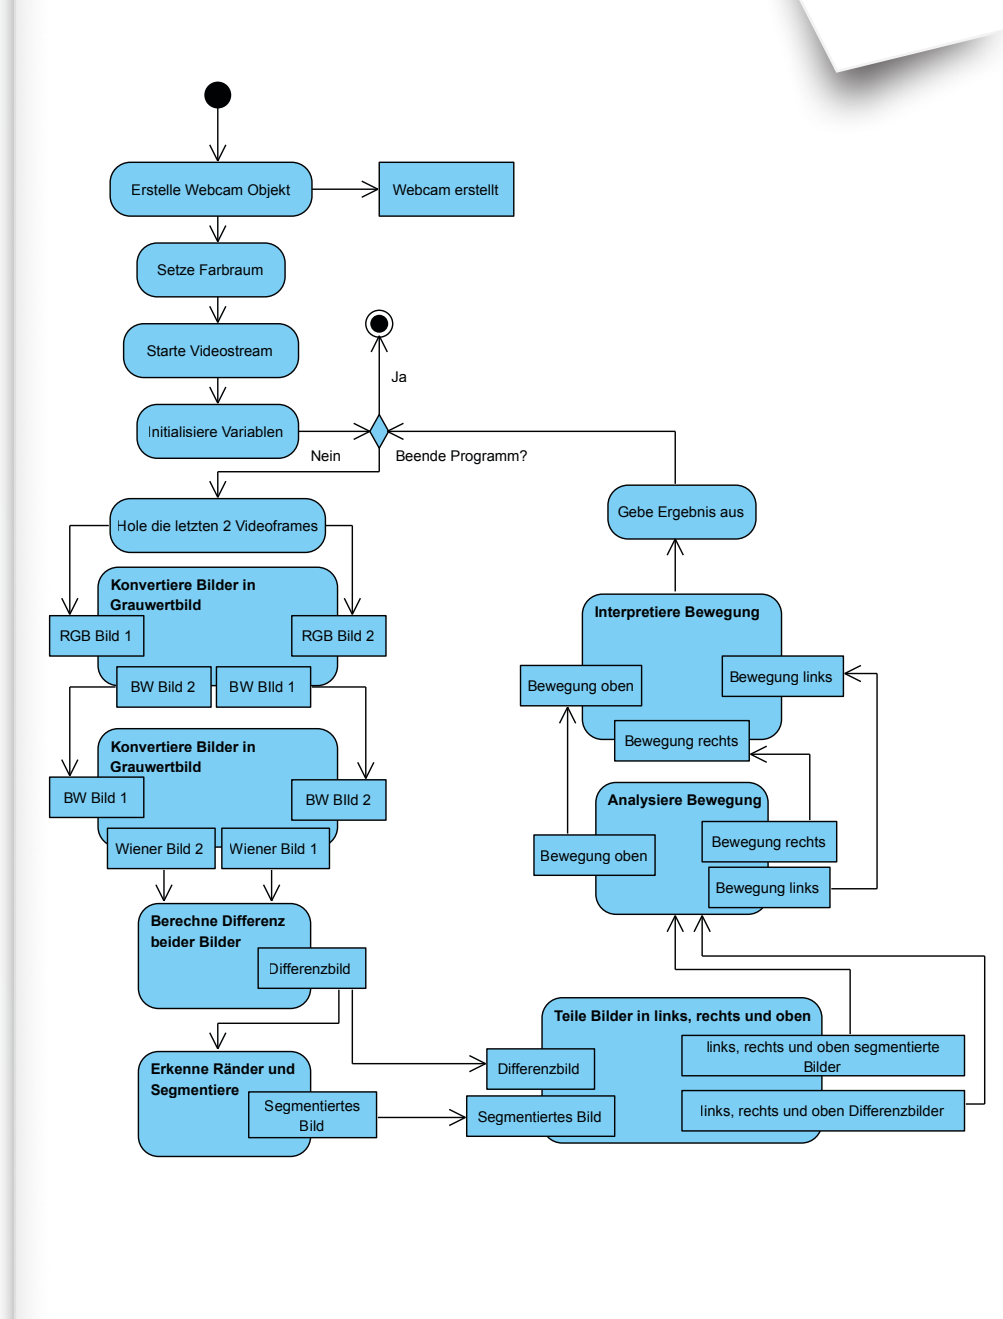 Erstelle Webcam Objekt
Webcam erstellt
Setze Farbraum
Starte Videostream
Ja
Initialisiere Variablen
Nein
Beende Programm?
Hole die letzten 2 Videoframes
Gebe Ergebnis aus
Konvertiere Bilder in
Grauwertbild
RGB Bild 1
RGB Bild 2
BW Bild 2
BW BIld 1
Konvertiere Bilder in
Grauwertbild
BW Bild 1
BW BIld 2
Wiener Bild 2
Wiener Bild 1
Berechne Differenz
beider Bilder
Differenzbild
Erkenne Ränder und
Segmentiere
Segmentiertes
Bild
Interpretiere Bewegung
Bewegung oben
Bewegung links
Bewegung rechts
Analysiere Bewegung
Bewegung oben
Bewegung rechts
Bewegung links
Teile Bilder in links, rechts und oben
Differenzbild
Segmentiertes Bild
links, rechts und oben segmentierte
Bilder
links, rechts und oben Differenzbilder